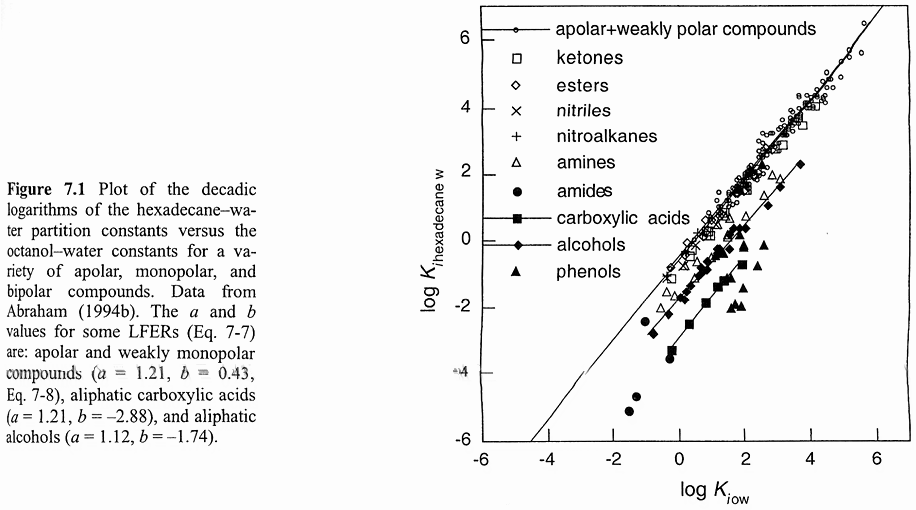 Figure 7.1 Plot of the decadic
logarithms of the hexadecane–wa-
ter partition constants versus the
octanol–water constants for a va-
riety of apolar, monopolar, and
bipolar compounds. Data from
Abraham (1994b). The a and b
values for some LFERs (Eq. 7-7)
are: apolar and weakly monopolar
compounds (a = 1.21, b = 0.43,
Eq. 7-8), aliphatic carboxylic acids
(a = 1.21, b = –2.88), and aliphatic
alcohols (a = 1.12, b = –1.74).
log K i hexadecane w
6
4
2
0
-2
-4
-6
apolar+weakly polar compounds
ketones
esters
nitriles
nitroalkanes
amines
amides
carboxylic acids
alcohols
phenols
-6 -4 -2 0 2 4 6
log K iow